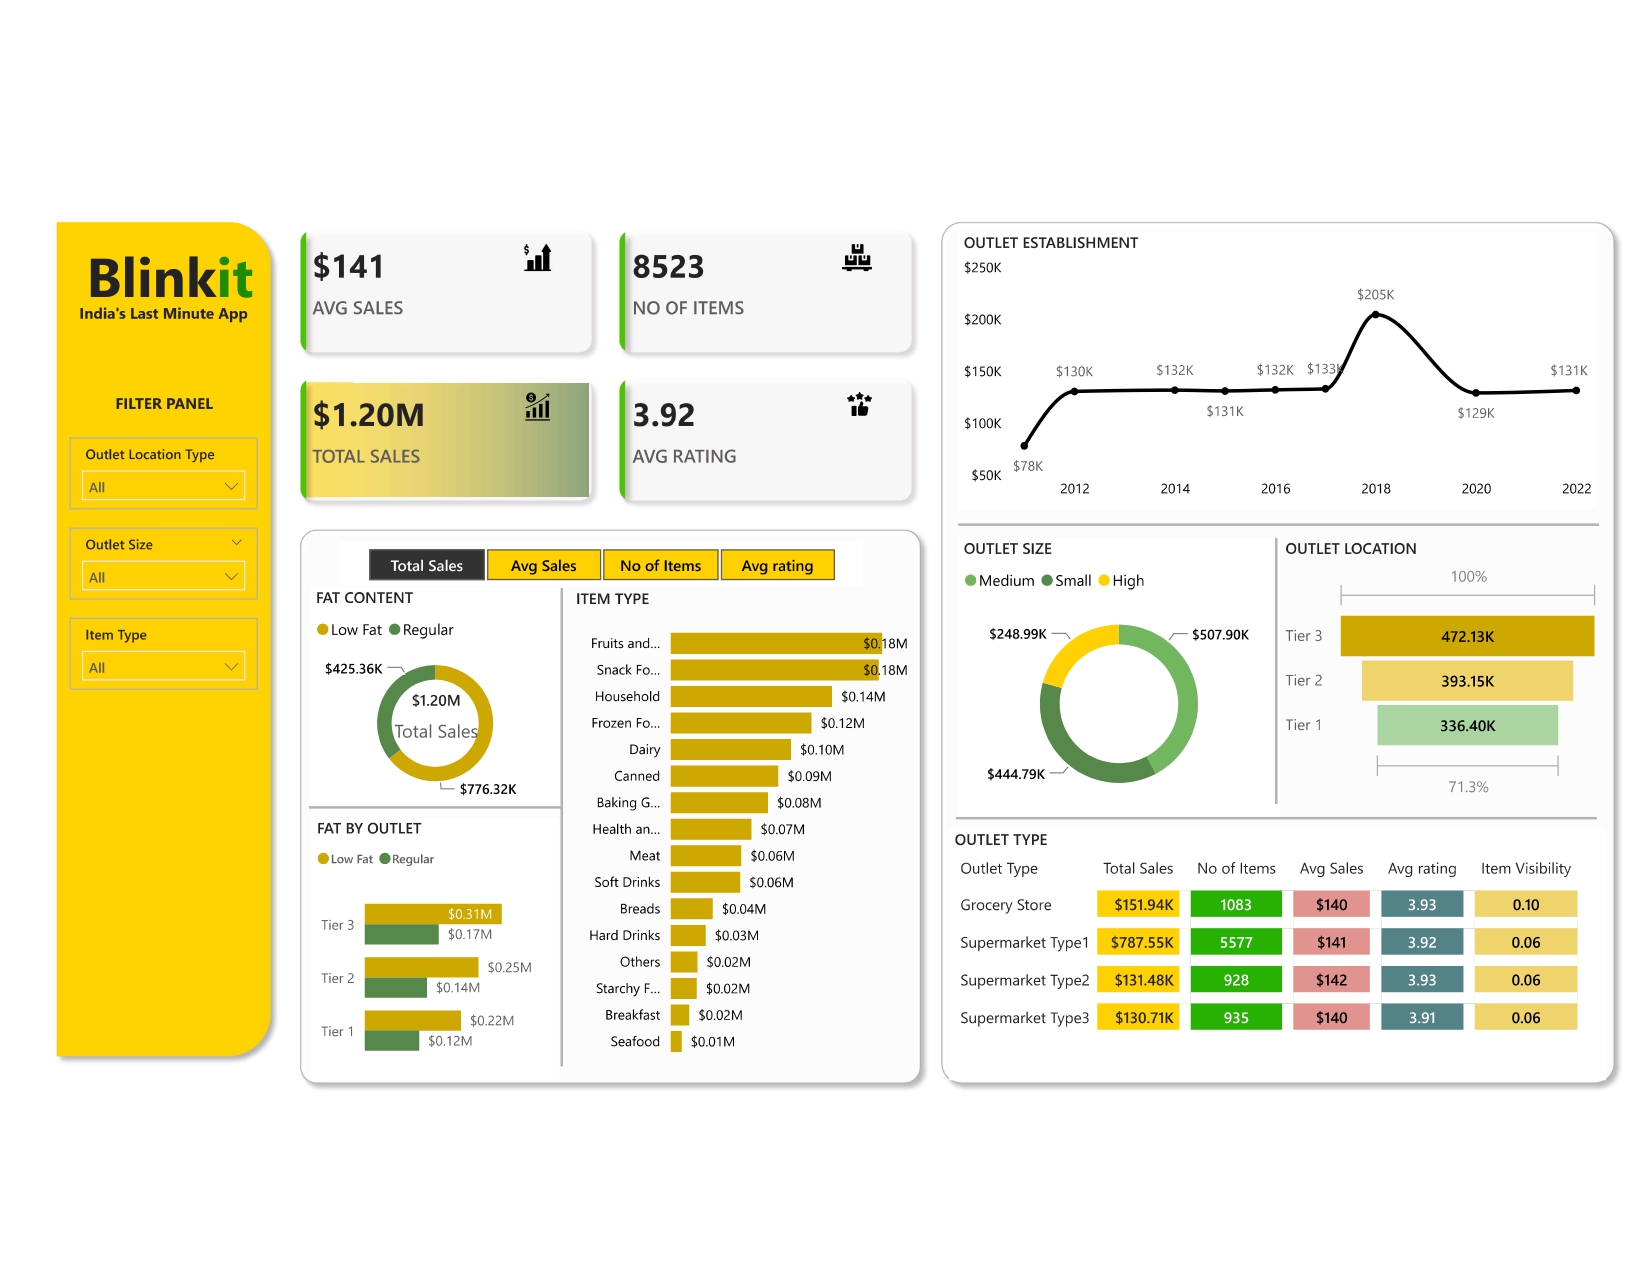 Blinkit
India's Last Minute App
FILTER PANEL
Outlet Location Type
All
Outlet Size
All
Item Type
All
$141
AVG SALES
8523
NO OF ITEMS
$1.20M
TOTAL SALES
3.92
AVG RATING
Total Sales Avg Sales No of Items Avg rating
FAT CONTENT
Low Fat Regular
$425.36K
$1.20M
Total Sales
$776.32K
FAT BY OUTLET
Low Fat Regular
Tier 3 $0.31M
$0.17M
Tier 2 $0.25M
$0.14M
Tier 1 $0.22M
$0.12M
ITEM TYPE
Fruits and... $0.18M
Snack Fo... $0.18M
Household $0.14M
Frozen Fo... $0.12M
Dairy $0.10M
Canned $0.09M
Baking G... $0.08M
Health an... $0.07M
Meat $0.06M
Soft Drinks $0.06M
Breads $0.04M
Hard Drinks $0.03M
Others $0.02M
Starchy F... $0.02M
Breakfast $0.02M
Seafood $0.01M
OUTLET ESTABLISHMENT
$250K
$200K
$150K
$100K
$50K
$78K $130K $132K $131K $132K $133K $205K $129K $131K
2012 2014 2016 2018 2020 2022
OUTLET SIZE
Medium Small High
$248.99K $507.90K
$444.79K
OUTLET LOCATION
100%
Tier 3 472.13K
Tier 2 393.15K
Tier 1 336.40K
71.3%
OUTLET TYPE
Outlet Type Total Sales No of Items Avg Sales Avg rating Item Visibility
Grocery Store $151.94K 1083 $140 3.93 0.10
Supermarket Type1 $787.55K 5577 $141 3.92 0.06
Supermarket Type2 $131.48K 928 $142 3.93 0.06
Supermarket Type3 $130.71K 935 $140 3.91 0.06